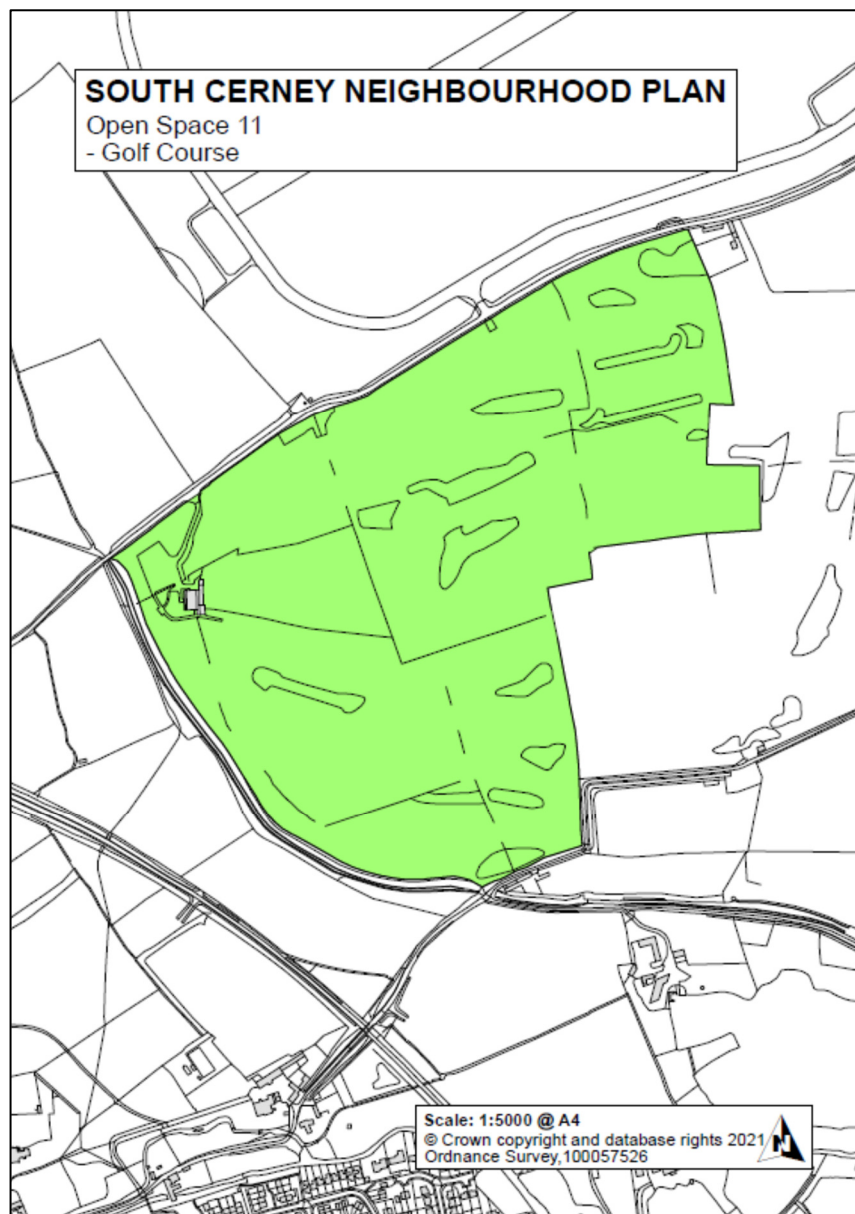 SOUTH CERNEY NEIGHBOURHOOD PLAN
Open Space 11
- Golf Course
Scale: 1:5000 @ A4
© Crown copyright and database rights 2021
Ordnance Survey,100057526
N